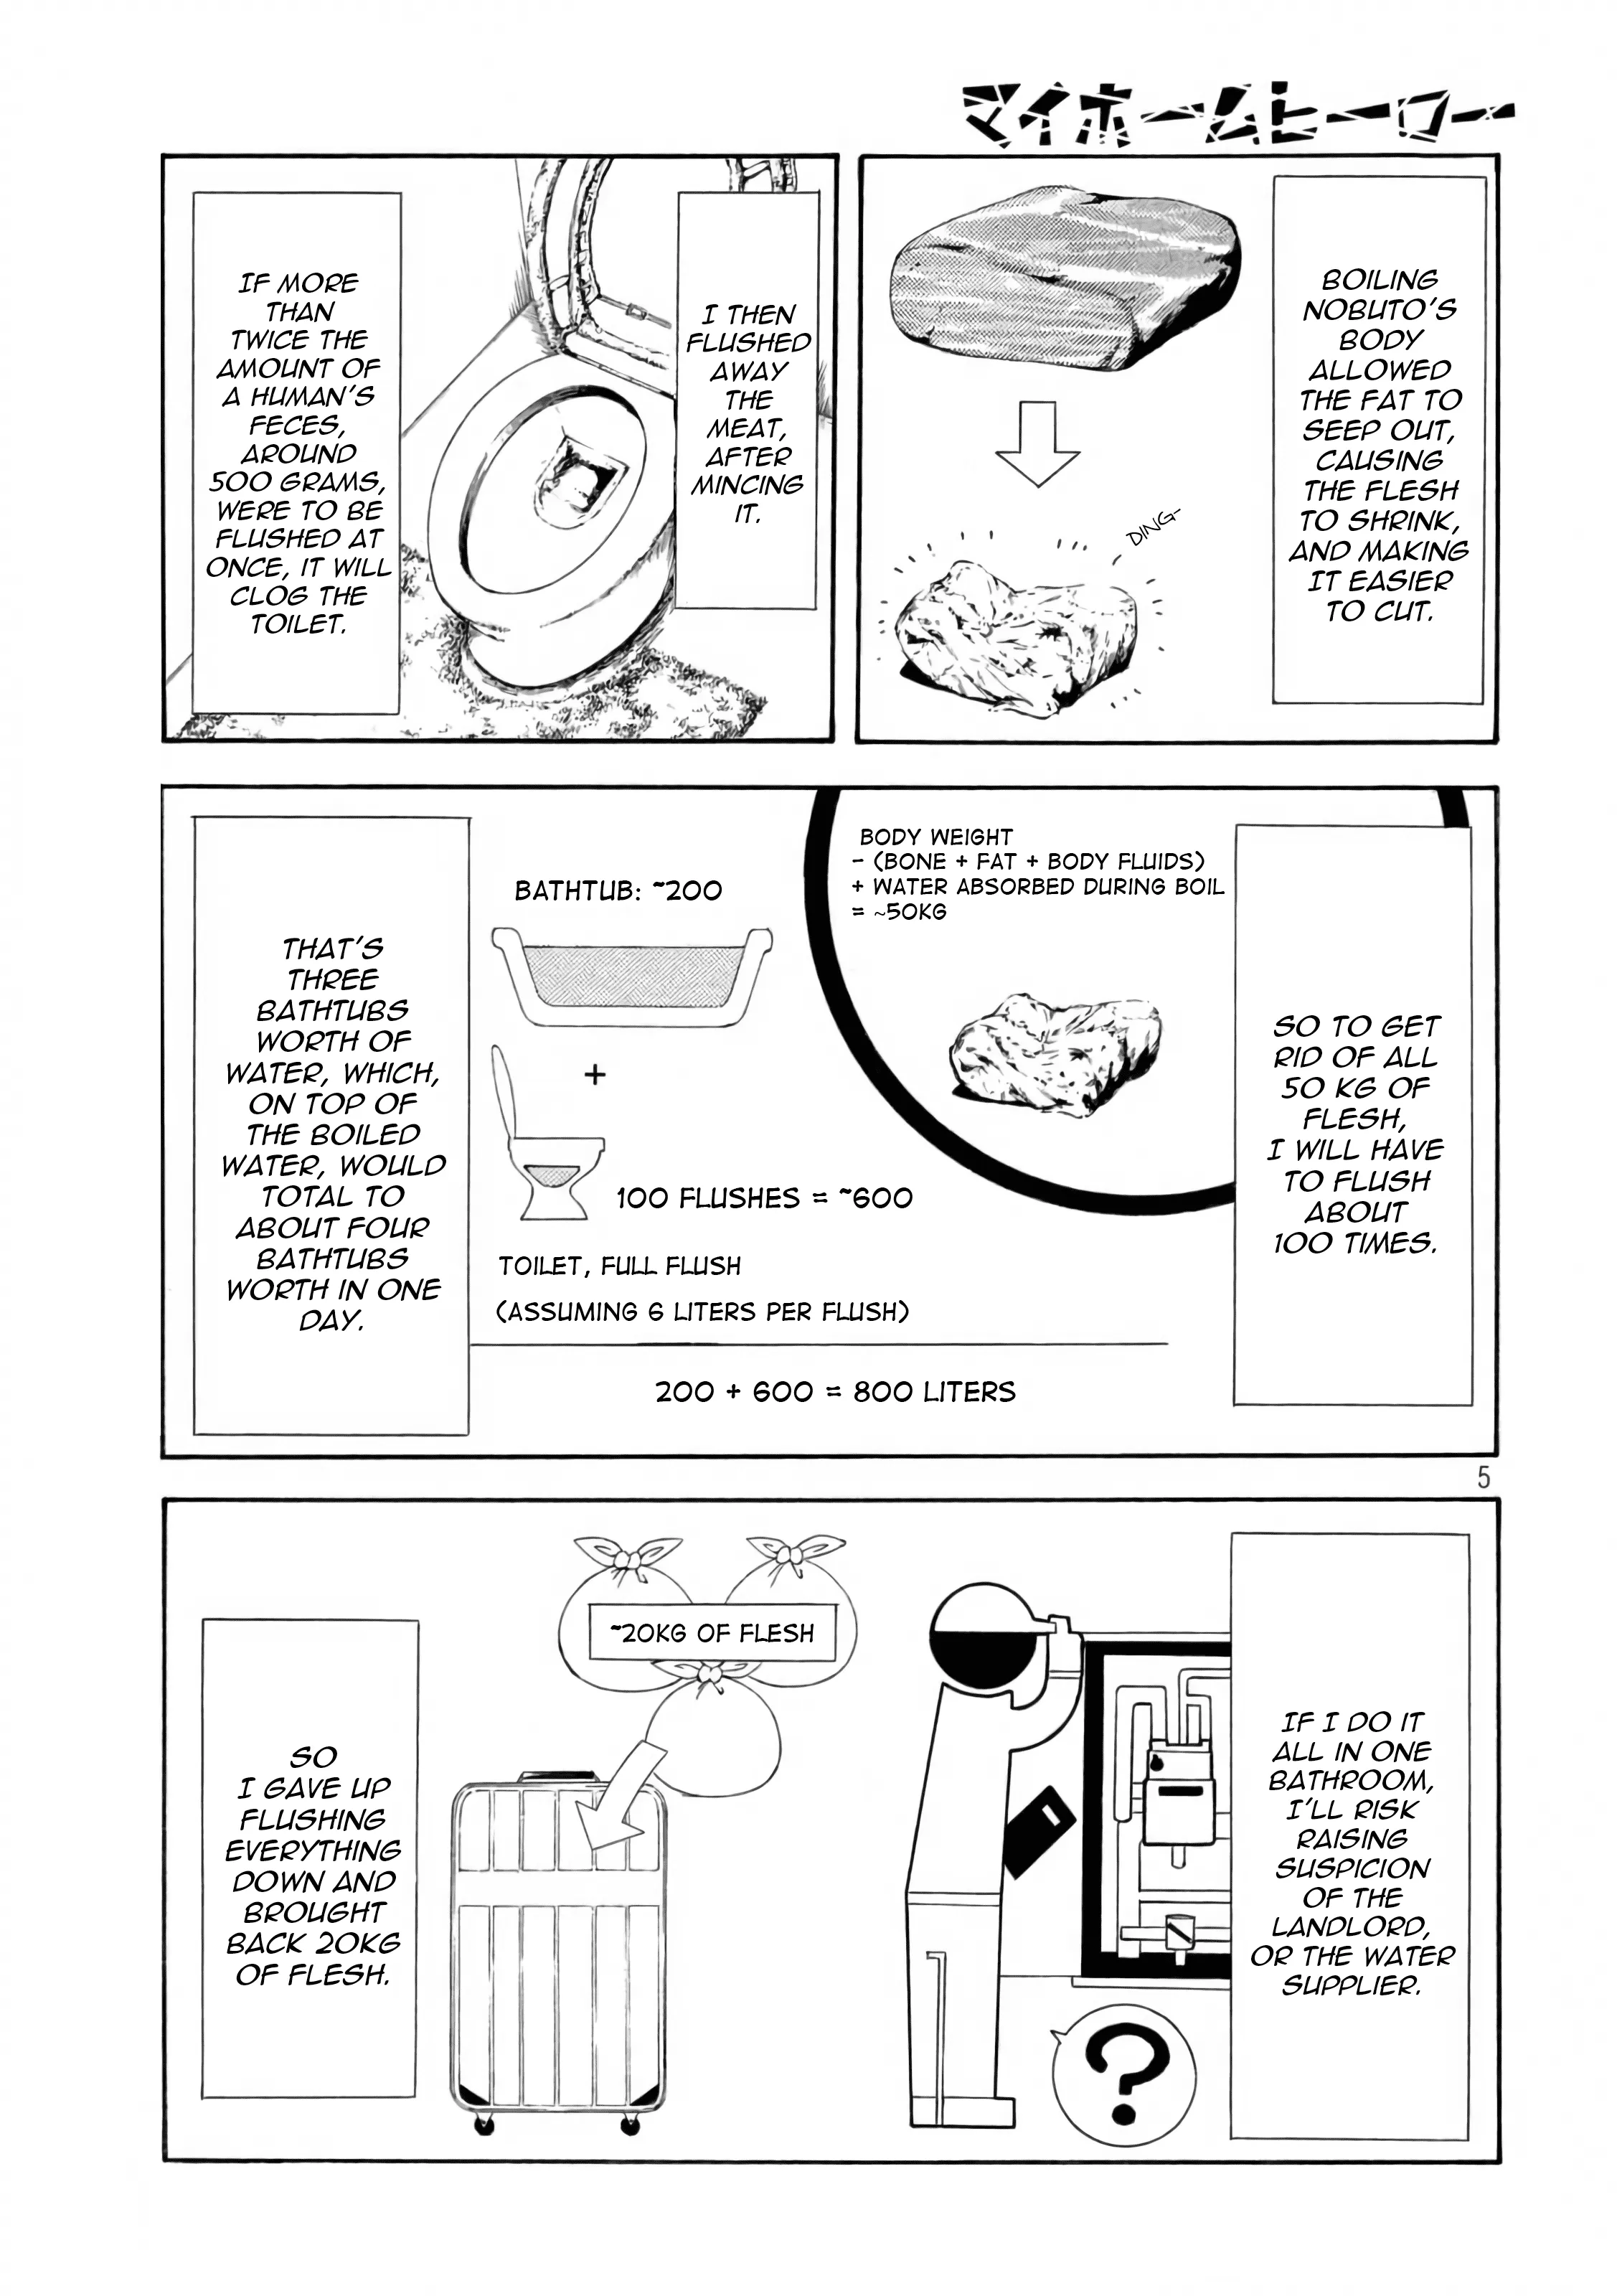 マイホームヒーロー
BOILING
NOBUTO'S
BODY
ALLOWED
THE FAT TO
SEEP OUT,
CAUSING
THE FLESH
TO SHRINK,
AND MAKING
IT EASIER
TO CUT.
DING-
I THEN
FLUSHED
AWAY
THE
MEAT,
AFTER
MINCING
IT.
IF MORE
THAN
TWICE THE
AMOUNT OF
A HUMAN'S
FECES,
AROUND
500 GRAMS,
WERE TO BE
FLUSHED AT
ONCE, IT WILL
CLOG THE
TOILET.
SO TO GET
RID OF ALL
50 KG OF
FLESH,
I WILL HAVE
TO FLUSH
ABOUT
100 TIMES.
BODY WEIGHT
- (BONE + FAT + BODY FLUIDS)
+ WATER ABSORBED DURING BOIL
= ~50KG
BATHTUB: ~200
+
100 FLUSHES = ~600
TOILET, FULL FLUSH
(ASSUMING 6 LITERS PER FLUSH)
200 + 600 = 800 LITERS
THAT'S
THREE
BATHTUBS
WORTH OF
WATER, WHICH,
ON TOP OF
THE BOILED
WATER, WOULD
TOTAL TO
ABOUT FOUR
BATHTUBS
WORTH IN ONE
DAY.
5
IF I DO IT
ALL IN ONE
BATHROOM,
I'LL RISK
RAISING
SUSPICION
OF THE
LANDLORD,
OR THE WATER
SUPPLIER.
?
~20KG OF FLESH
SO
I GAVE UP
FLUSHING
EVERYTHING
DOWN AND
BROUGHT
BACK 20KG
OF FLESH.